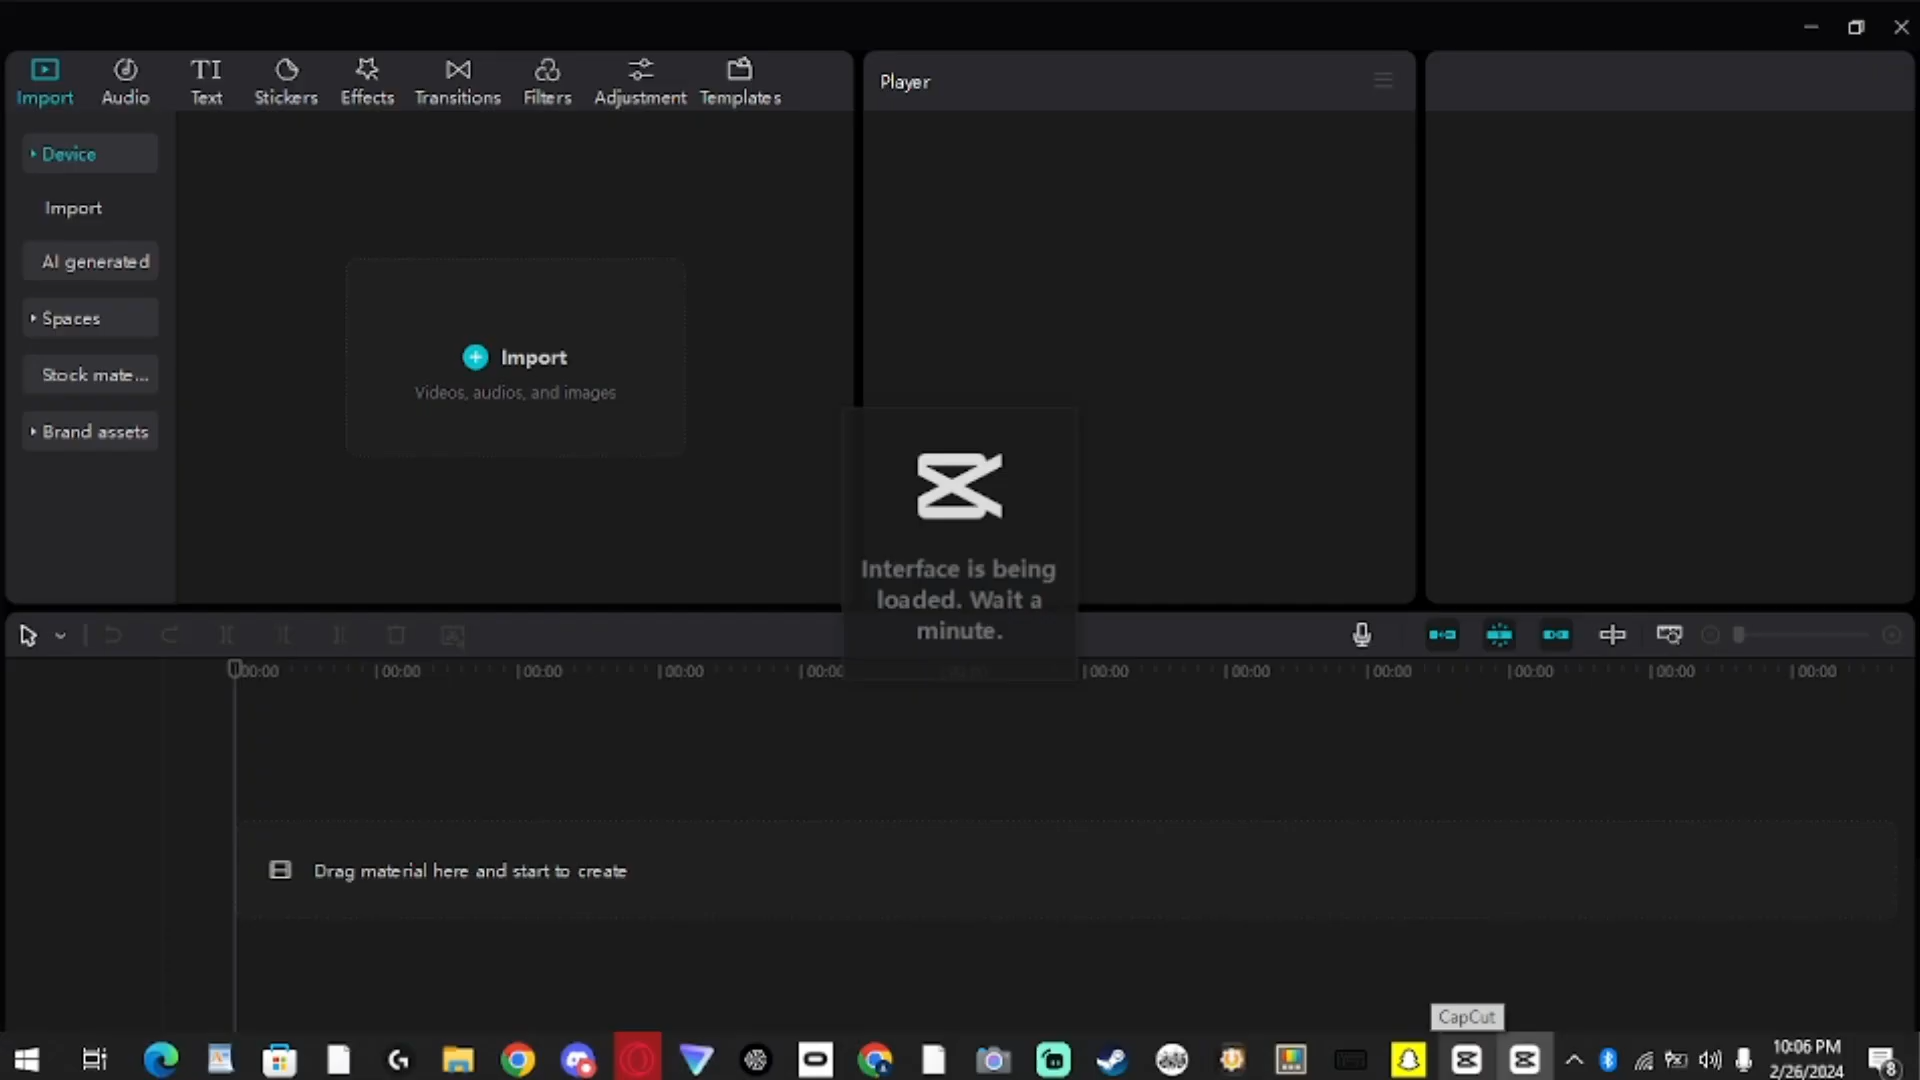 Import
Audio
TI
Text
Stickers
Effects
Transitions
Filters
Adjustment
Templates
Player
Device
Import
AI generated
Spaces
Stock mate...
Brand assets
Import
Videos, audios, and images
Interface is being
loaded. Wait a
minute.
00:00
00:00
00:00
00:00
00:00
00:00
00:00
00:00
00:00
00:00
00:00
Drag material here and start to create
CapCut
10:06 PM
2/26/2024
8